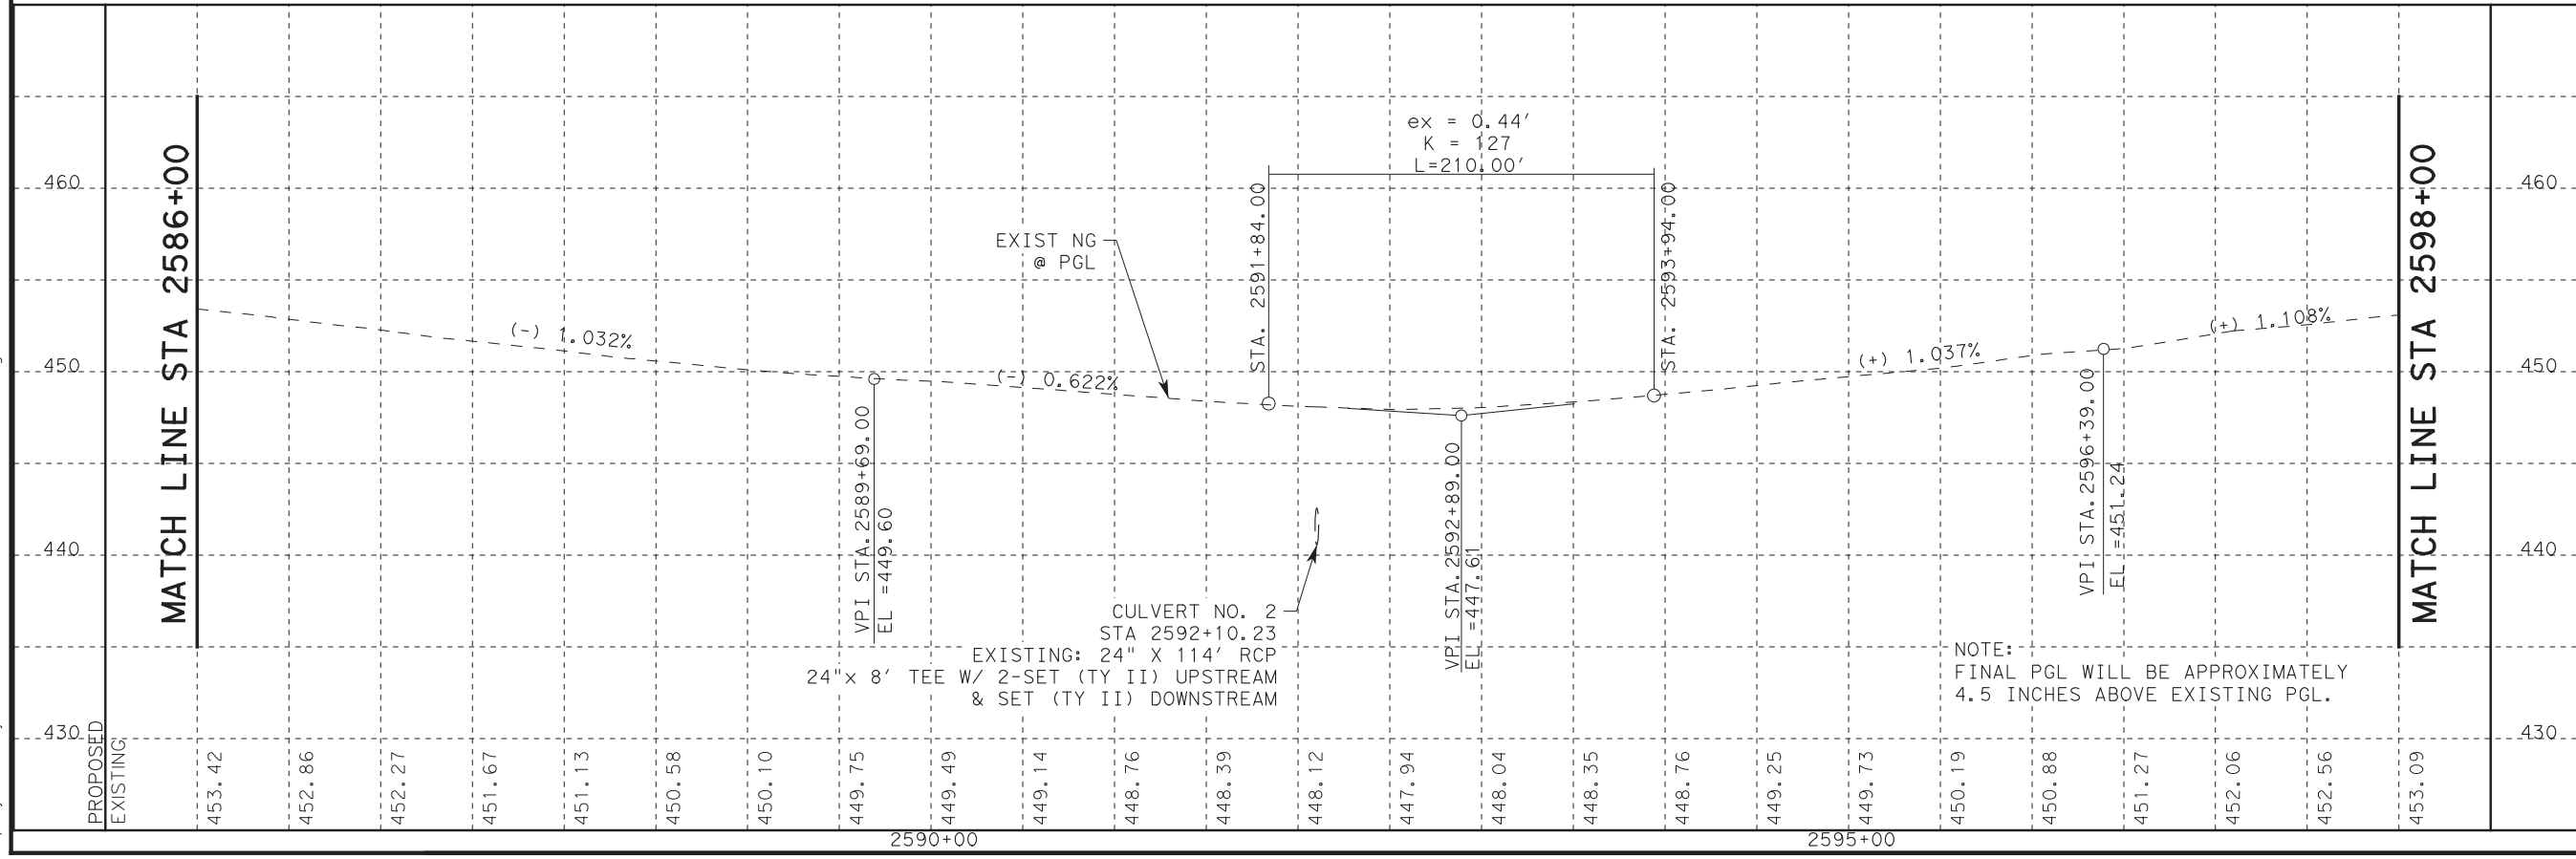 ex = 0.44'
K = 127
L=210.00'
460
460
450
450
440
440
430
430
MATCH LINE STA 2586+00
MATCH LINE STA 2598+00
EXIST NG
@ PGL
STA. 2591+84.00
STA. 2593+94.00
(-) 1.032%
(-) 0.622%
(+) 1.037%
(+) 1.108%
VPI STA.2589+69.00
EL =449.60
VPI STA.2592+89.00
EL =447.61
VPI STA.2596+39.00
EL =451.24
CULVERT NO. 2
STA 2592+10.23
EXISTING: 24" X 114' RCP
24"x 8' TEE W/ 2-SET (TY II) UPSTREAM
& SET (TY II) DOWNSTREAM
NOTE:
FINAL PGL WILL BE APPROXIMATELY
4.5 INCHES ABOVE EXISTING PGL.
PROPOSED
EXISTING
453.42
452.86
452.27
451.67
451.13
450.58
450.10
449.75
449.49
449.14
448.76
448.39
448.12
447.94
448.04
448.35
448.76
449.25
449.73
450.19
450.88
451.27
452.06
452.56
453.09
2590+00
2595+00